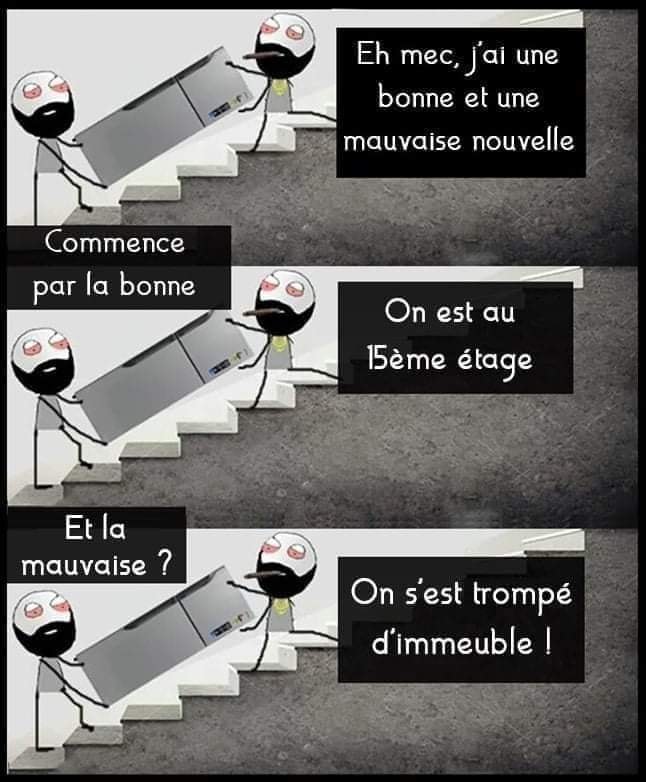 Eh mec, j'ai une
bonne et une
mauvaise nouvelle
Commence
par la bonne
On est au
15ème étage
Et la
mauvaise ?
On s'est trompé
d'immeuble !